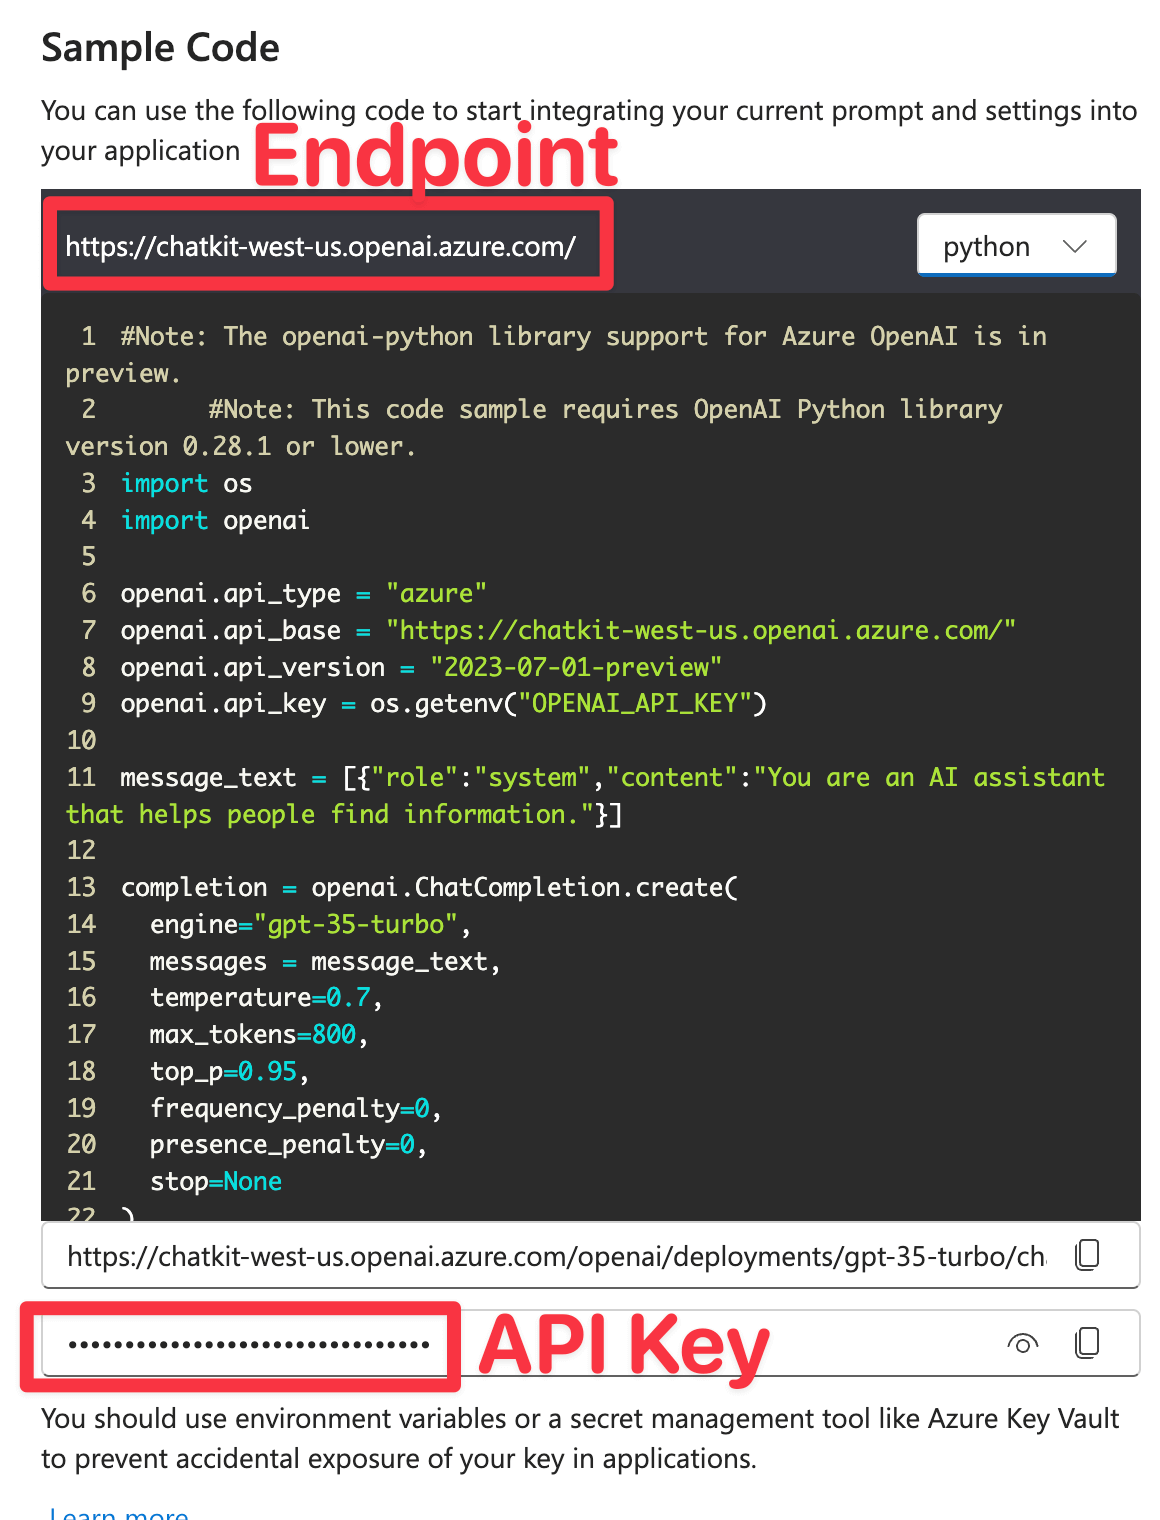 Sample Code
You can use the following code to start integrating your current prompt and settings into
your application
Endpoint
https://chatkit-west-us.openai.azure.com/
python
1 #Note: The openai-python library support for Azure OpenAI is in
preview.
2 #Note: This code sample requires OpenAI Python library
version 0.28.1 or lower.
3 import os
4 import openai
5
6 openai.api_type = "azure"
7 openai.api_base = "https://chatkit-west-us.openai.azure.com/"
8 openai.api_version = "2023-07-01-preview"
9 openai.api_key = os.getenv("OPENAI_API_KEY")
10
11 message_text = [{"role":"system","content":"You are an AI assistant
that helps people find information."}]
12
13 completion = openai.ChatCompletion.create(
14 engine="gpt-35-turbo",
15 messages = message_text,
16 temperature=0.7,
17 max_tokens=800,
18 top_p=0.95,
19 frequency_penalty=0,
20 presence_penalty=0,
21 stop=None
22 )
https://chatkit-west-us.openai.azure.com/openai/deployments/gpt-35-turbo/ch
API Key
You should use environment variables or a secret management tool like Azure Key Vault
to prevent accidental exposure of your key in applications.
Learn more